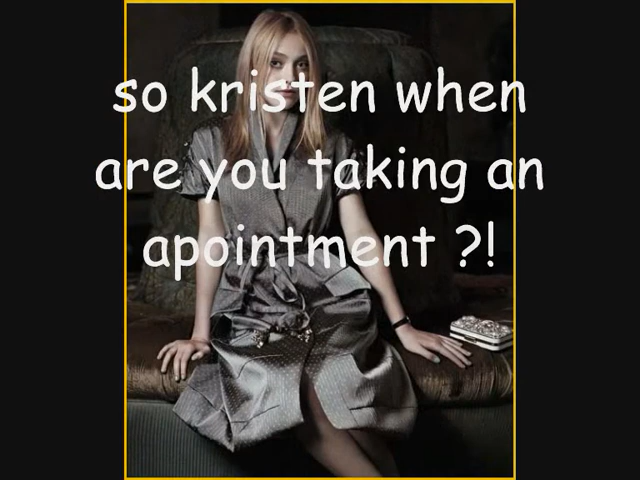 so kristen when
are you taking an
apointment ?!